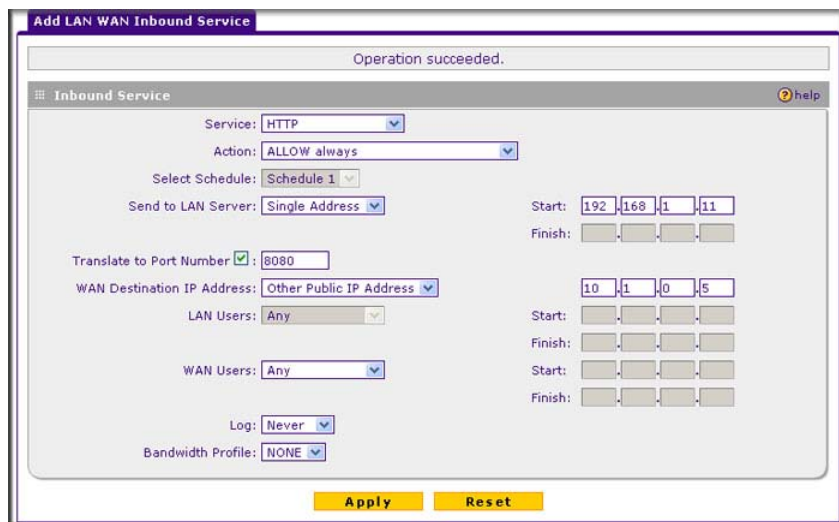 Add LAN WAN Inbound Service
Operation succeeded.
Inbound Service
help
Service: HTTP
Action: ALLOW always
Select Schedule: Schedule 1
Send to LAN Server: Single Address Start: 192 . 168 . 1 . 11
Finish: . . .
Translate to Port Number : 8080
WAN Destination IP Address: Other Public IP Address 10 . 1 . 0 . 5
LAN Users: Any Start: . . .
Finish: . . .
WAN Users: Any Start: . . .
Finish: . . .
Log: Never
Bandwidth Profile: NONE
Apply Reset